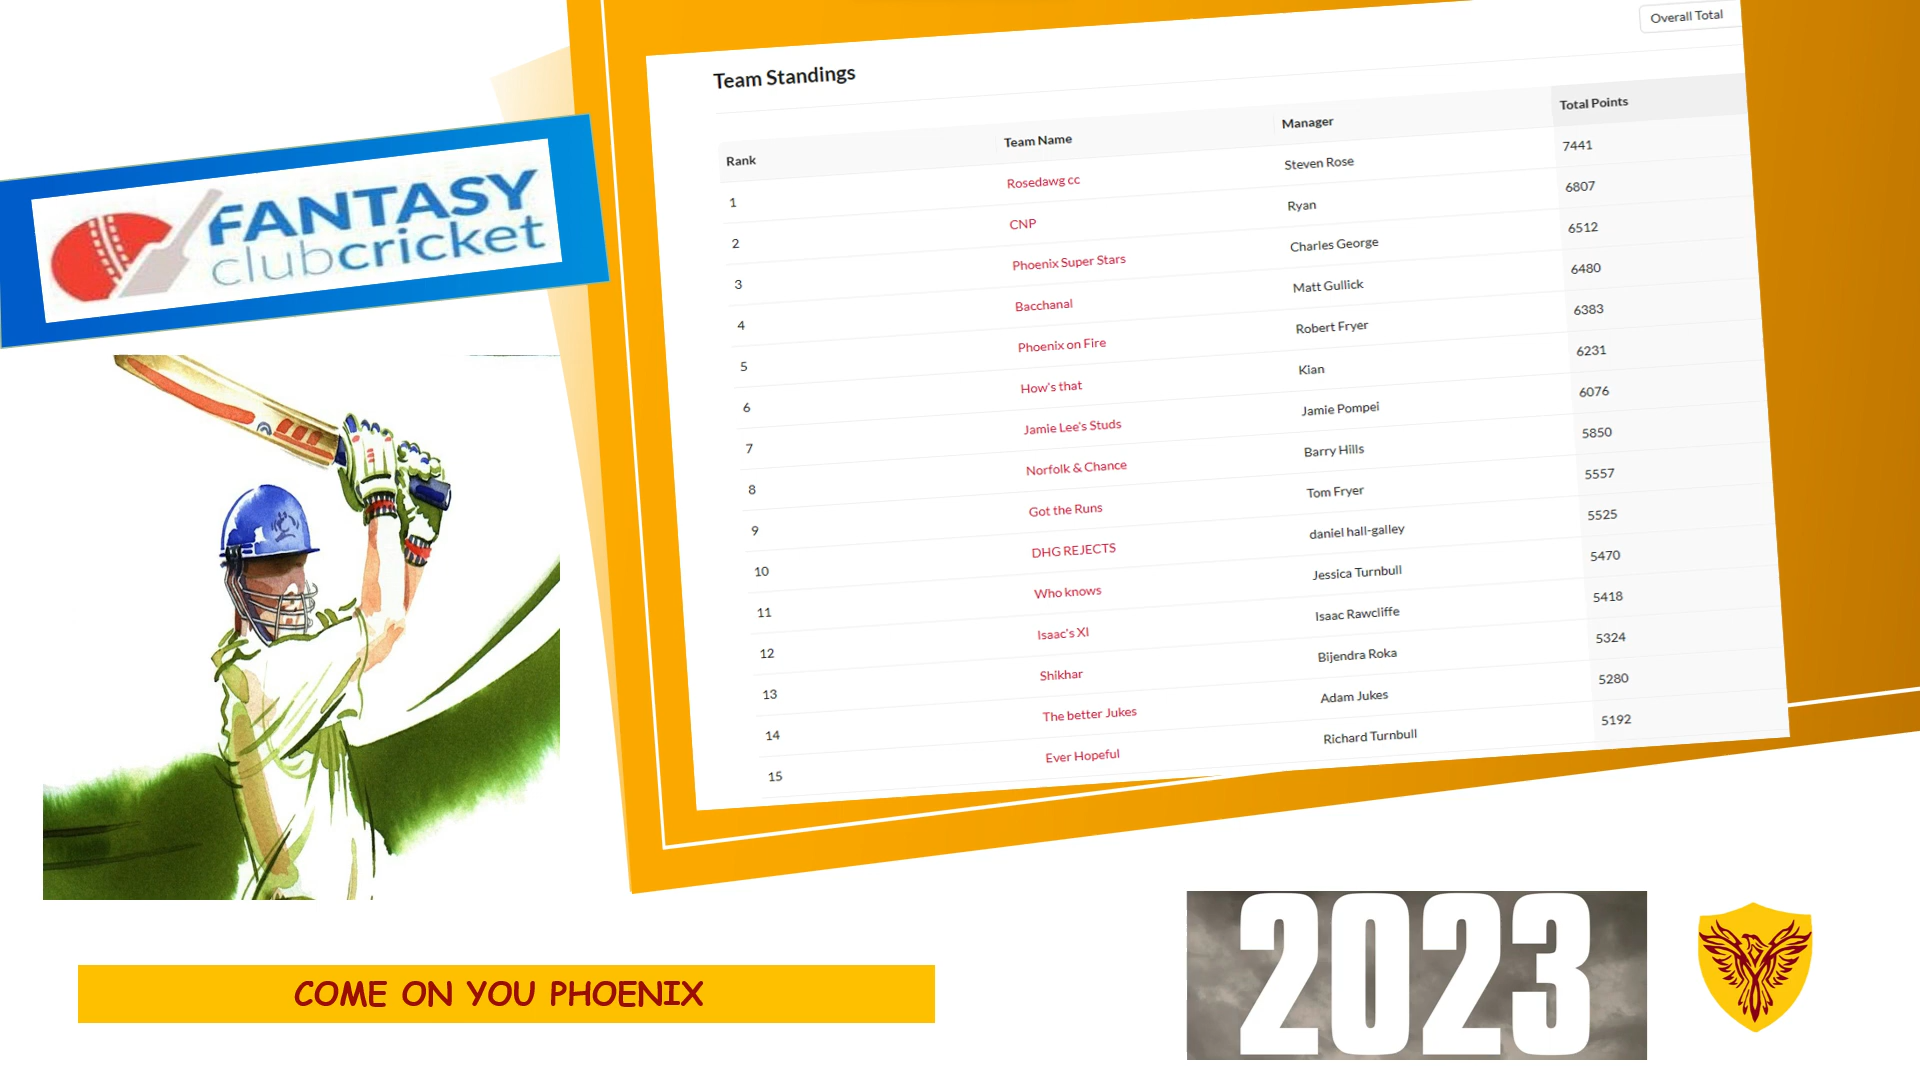 Overall Total
Team Standings
Rank Team Name Manager Total Points
1 Rosedawg cc Steven Rose 7441
2 CNP Ryan 6807
3 Phoenix Super Stars Charles George 6512
4 Bacchanal Matt Gullick 6480
5 Phoenix on Fire Robert Fryer 6383
6 How's that Kian 6231
7 Jamie Lee's Studs Jamie Pompei 6076
8 Norfolk & Chance Barry Hills 5850
9 Got the Runs Tom Fryer 5557
10 DHG REJECTS daniel hall-galley 5525
11 Who knows Jessica Turnbull 5470
12 Isaac's XI Isaac Rawcliffe 5418
13 Shikhar Bijendra Roka 5324
14 The better Jukes Adam Jukes 5280
15 Ever Hopeful Richard Turnbull 5192
FANTASY
clubcricket
COME ON YOU PHOENIX
2023